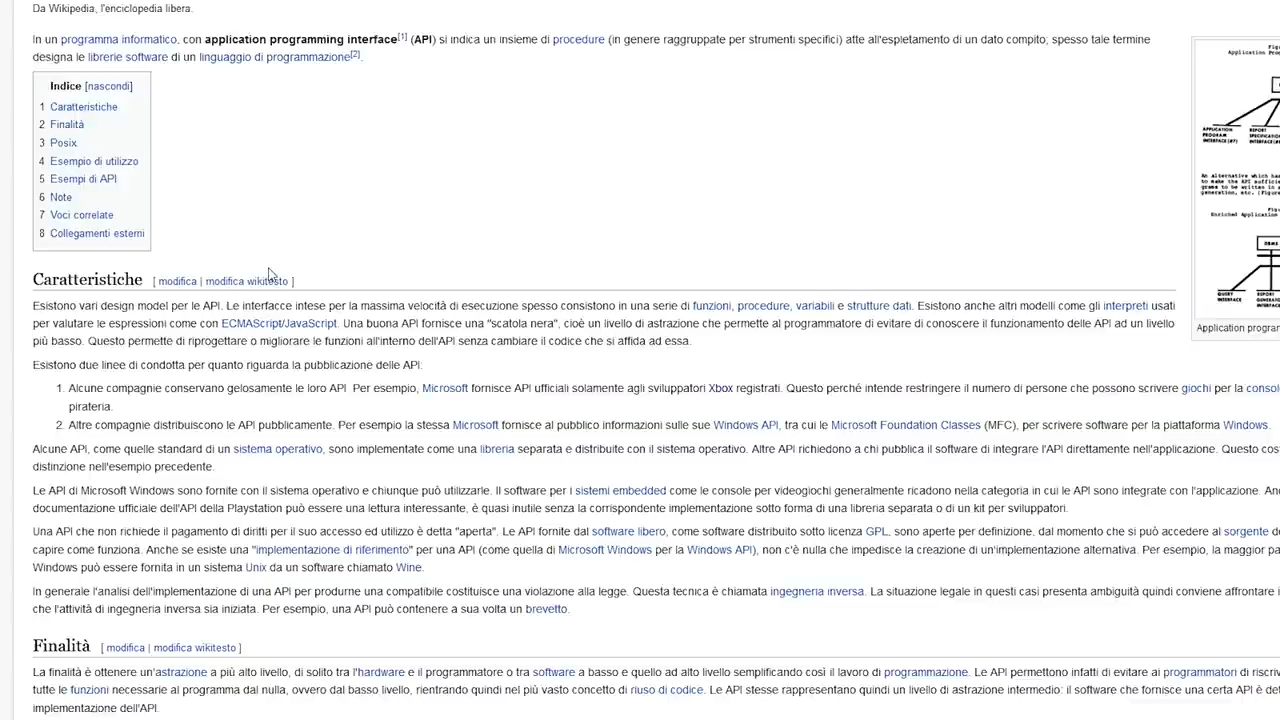 Da Wikipedia, l'enciclopedia libera.
In un programma informatico, con application programming interface[1] (API) si indica un insieme di procedure (in genere raggruppate per strumenti specifici) atte all'espletamento di un dato compito; spesso tale termine
designa le librerie software di un linguaggio di programmazione[2].
Indice [nascondi]
1 Caratteristiche
2 Finalità
3 Posix
4 Esempio di utilizzo
5 Esempi di API
6 Note
7 Voci correlate
8 Collegamenti esterni
APPLICATION PROGRAM INTERFACE(#7)
An alternative which ha
to make the API sufficie
grams to be written in a
generation, etc. (Figur
Enriched Application
DBMS
QUERY INTERFACE
Application program
Caratteristiche [ modifica | modifica wikitesto ]
Esistono vari design model per le API. Le interfacce intese per la massima velocità di esecuzione spesso consistono in una serie di funzioni, procedure, variabili e strutture dati. Esistono anche altri modelli come gli interpreti usati
per valutare le espressioni come con ECMAScript/JavaScript. Una buona API fornisce una "scatola nera", cioè un livello di astrazione che permette al programmatore di evitare di conoscere il funzionamento delle API ad un livello
più basso. Questo permette di riprogettare o migliorare le funzioni all'interno dell'API senza cambiare il codice che si affida ad essa.
Esistono due linee di condotta per quanto riguarda la pubblicazione delle API:
1. Alcune compagnie conservano gelosamente le loro API. Per esempio, Microsoft fornisce API ufficiali solamente agli sviluppatori Xbox registrati. Questo perché intende restringere il numero di persone che possono scrivere giochi per la consol
pirateria.
2. Altre compagnie distribuiscono le API pubblicamente. Per esempio la stessa Microsoft fornisce al pubblico informazioni sulle sue Windows API, tra cui le Microsoft Foundation Classes (MFC), per scrivere software per la piattaforma Windows.
Alcune API, come quelle standard di un sistema operativo, sono implementate come una libreria separata e distribuite con il sistema operativo. Altre API richiedono a chi pubblica il software di integrare l'API direttamente nell'applicazione. Questo cos
distinzione nell'esempio precedente.
Le API di Microsoft Windows sono fornite con il sistema operativo e chiunque può utilizzarle. Il software per i sistemi embedded come le console per videogiochi generalmente ricadono nella categoria in cui le API sono integrate con l'applicazione. An
documentazione ufficiale dell'API della Playstation può essere una lettura interessante, è quasi inutile senza la corrispondente implementazione sotto forma di una libreria separata o di un kit per sviluppatori.
Una API che non richiede il pagamento di diritti per il suo accesso ed utilizzo è detta "aperta". Le API fornite dal software libero, come software distribuito sotto licenza GPL, sono aperte per definizione, dal momento che si può accedere al sorgente d
capire come funziona. Anche se esiste una "implementazione di riferimento" per una API (come quella di Microsoft Windows per la Windows API), non c'è nulla che impedisce la creazione di un'implementazione alternativa. Per esempio, la maggior pa
Windows può essere fornita in un sistema Unix da un software chiamato Wine.
In generale l'analisi dell'implementazione di una API per produrne una compatibile costituisce una violazione alla legge. Questa tecnica è chiamata ingegneria inversa. La situazione legale in questi casi presenta ambiguità quindi conviene affrontare i
che l'attività di ingegneria inversa sia iniziata. Per esempio, una API può contenere a sua volta un brevetto.
Finalità [ modifica | modifica wikitesto ]
La finalità è ottenere un'astrazione a più alto livello, di solito tra l'hardware e il programmatore o tra software a basso e quello ad alto livello semplificando così il lavoro di programmazione. Le API permettono infatti di evitare ai programmatori di riscri
tutte le funzioni necessarie al programma dal nulla, ovvero dal basso livello, rientrando quindi nel più vasto concetto di riuso di codice. Le API stesse rappresentano quindi un livello di astrazione intermedio: il software che fornisce una certa API è de
implementazione dell'API.